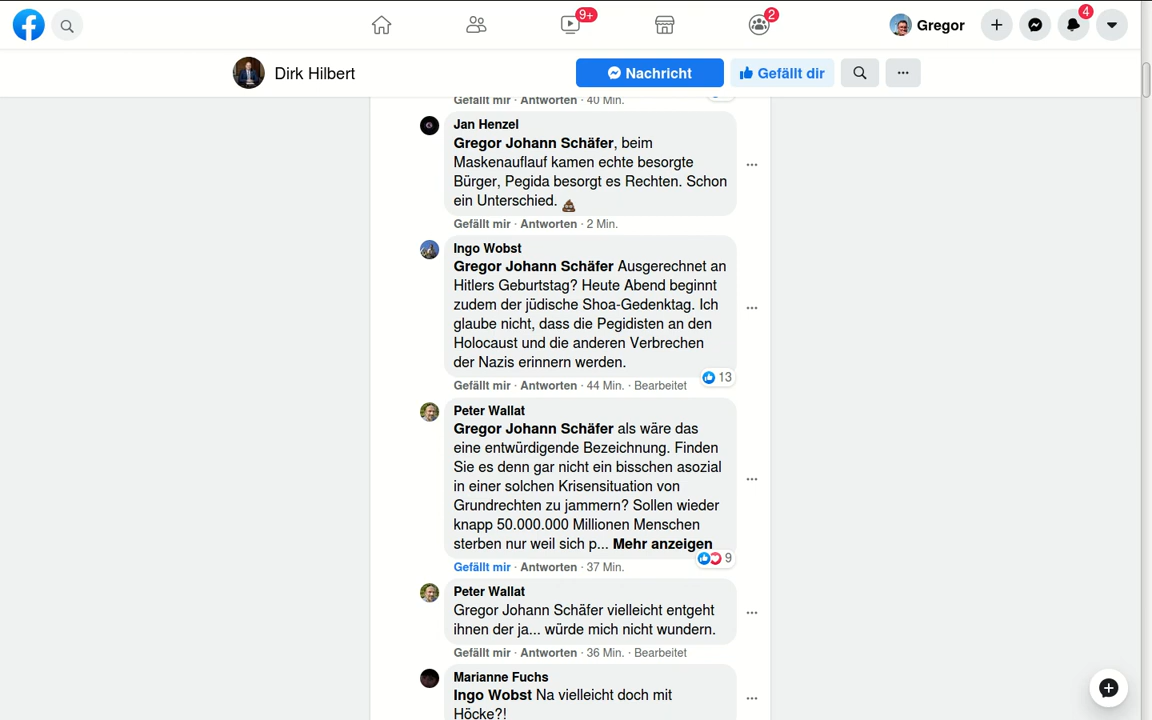 9+
2
Gregor
4
Dirk Hilbert
Nachricht
Gefällt dir
Gefällt mir · Antworten · 40 Min.
Jan Henzel
Gregor Johann Schäfer, beim
Maskenauflauf kamen echte besorgte
Bürger, Pegida besorgt es Rechten. Schon
ein Unterschied. 💩
Gefällt mir · Antworten · 2 Min.
Ingo Wobst
Gregor Johann Schäfer Ausgerechnet an
Hitlers Geburtstag? Heute Abend beginnt
zudem der jüdische Shoa-Gedenktag. Ich
glaube nicht, dass die Pegidisten an den
Holocaust und die anderen Verbrechen
der Nazis erinnern werden.
13
Gefällt mir · Antworten · 44 Min. · Bearbeitet
Peter Wallat
Gregor Johann Schäfer als wäre das
eine entwürdigende Bezeichnung. Finden
Sie es denn gar nicht ein bisschen asozial
in einer solchen Krisensituation von
Grundrechten zu jammern? Sollen wieder
knapp 50.000.000 Millionen Menschen
sterben nur weil sich p... Mehr anzeigen
9
Gefällt mir · Antworten · 37 Min.
Peter Wallat
Gregor Johann Schäfer vielleicht entgeht
ihnen der ja... würde mich nicht wundern.
Gefällt mir · Antworten · 36 Min. · Bearbeitet
Marianne Fuchs
Ingo Wobst Na vielleicht doch mit
Höcke?!